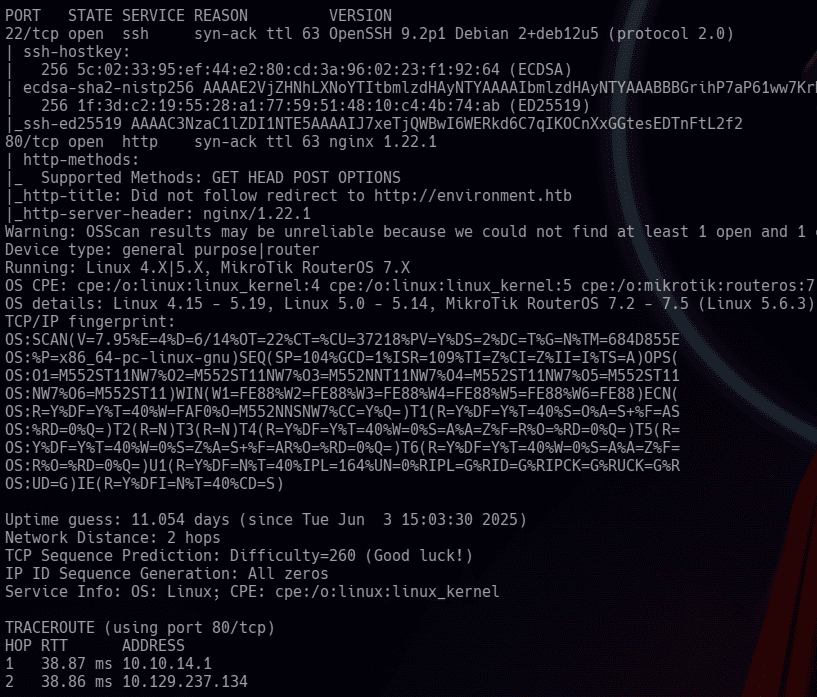 PORT   STATE SERVICE REASON         VERSION
22/tcp open  ssh     syn-ack ttl 63 OpenSSH 9.2p1 Debian 2+deb12u5 (protocol 2.0)
| ssh-hostkey:
|   256 5c:02:33:95:ef:44:e2:80:cd:3a:96:02:23:f1:92:64 (ECDSA)
| ecdsa-sha2-nistp256 AAAAE2VjZHNhLXNoYTItbmlzdHAyNTYAAAAIbmlzdHAyNTYAAABBBGrihP7aP61ww7Kr
|   256 1f:3d:c2:19:55:28:a1:77:59:51:48:10:c4:4b:74:ab (ED25519)
|_ssh-ed25519 AAAAC3NzaC1lZDI1NTE5AAAAIJ7xeTjQWBwI6WERkd6C7qIKOCnXxGGtesEDTnFtL2f2
80/tcp open  http    syn-ack ttl 63 nginx 1.22.1
| http-methods:
|_  Supported Methods: GET HEAD POST OPTIONS
|_http-title: Did not follow redirect to http://environment.htb
|_http-server-header: nginx/1.22.1
Warning: OSScan results may be unreliable because we could not find at least 1 open and 1
Device type: general purpose|router
Running: Linux 4.X|5.X, MikroTik RouterOS 7.X
OS CPE: cpe:/o:linux:linux_kernel:4 cpe:/o:linux:linux_kernel:5 cpe:/o:mikrotik:routeros:7
OS details: Linux 4.15 - 5.19, Linux 5.0 - 5.14, MikroTik RouterOS 7.2 - 7.5 (Linux 5.6.3)
TCP/IP fingerprint:
OS:SCAN(V=7.95%E=4%D=6/14%OT=22%CT=%CU=37218%PV=Y%DS=2%DC=T%G=N%TM=684D855E
OS:%P=x86_64-pc-linux-gnu)SEQ(SP=104%GCD=1%ISR=109%TI=Z%CI=Z%II=I%TS=A)OPS(
OS:O1=M552ST11NW7%O2=M552ST11NW7%O3=M552NNT11NW7%O4=M552ST11NW7%O5=M552ST11
OS:NW7%O6=M552ST11)WIN(W1=FE88%W2=FE88%W3=FE88%W4=FE88%W5=FE88%W6=FE88)ECN(
OS:R=Y%DF=Y%T=40%W=FAF0%O=M552NNSNW7%CC=Y%Q=)T1(R=Y%DF=Y%T=40%S=O%A=S+%F=AS
OS:%RD=0%Q=)T2(R=N)T3(R=N)T4(R=Y%DF=Y%T=40%W=0%S=A%A=Z%F=R%O=%RD=0%Q=)T5(R=
OS:Y%DF=Y%T=40%W=0%S=Z%A=S+%F=AR%O=%RD=0%Q=)T6(R=Y%DF=Y%T=40%W=0%S=A%A=Z%F=
OS:R%O=%RD=0%Q=)U1(R=Y%DF=N%T=40%IPL=164%UN=0%RIPL=G%RID=G%RIPCK=G%RUCK=G%R
OS:UD=G)IE(R=Y%DFI=N%T=40%CD=S)
Uptime guess: 11.054 days (since Tue Jun  3 15:03:30 2025)
Network Distance: 2 hops
TCP Sequence Prediction: Difficulty=260 (Good luck!)
IP ID Sequence Generation: All zeros
Service Info: OS: Linux; CPE: cpe:/o:linux:linux_kernel
TRACEROUTE (using port 80/tcp)
HOP RTT      ADDRESS
1   38.87 ms 10.10.14.1
2   38.86 ms 10.129.237.134